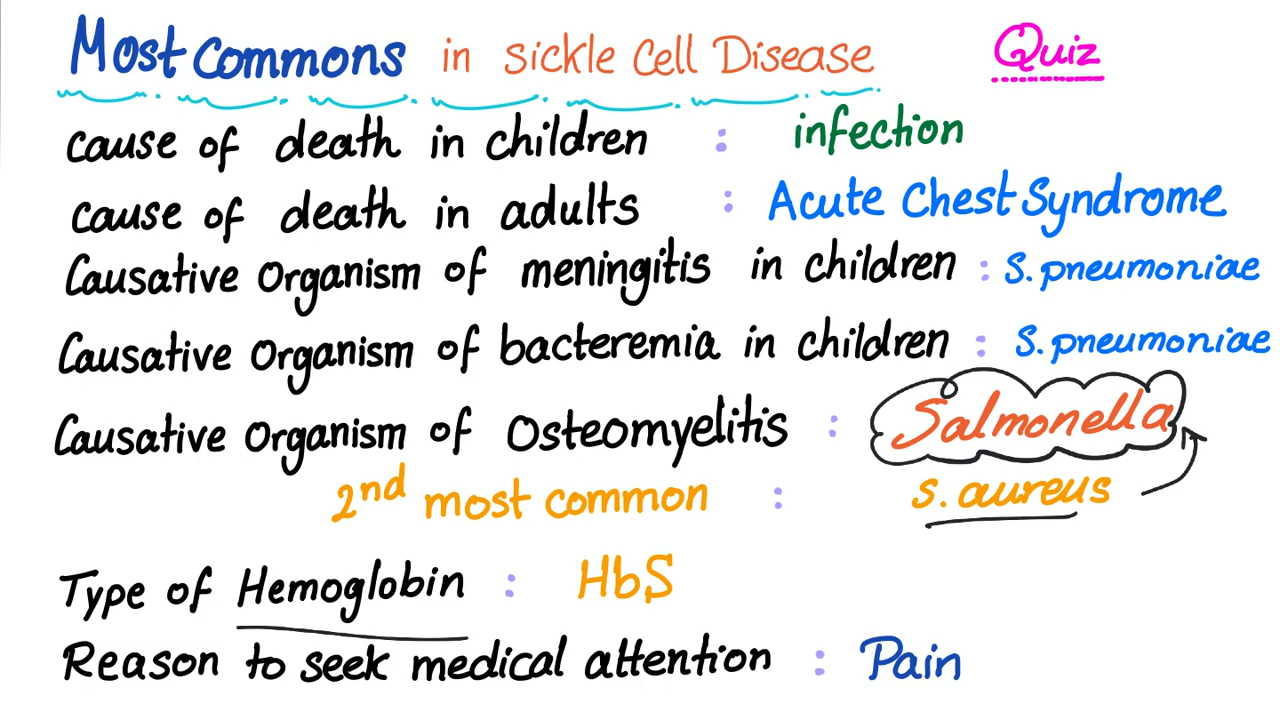 Most Commons in sickle cell Disease Quiz
cause of death in children : infection
cause of death in adults : Acute Chest Syndrome
Causative Organism of meningitis in children : S. pneumoniae
Causative Organism of bacteremia in children : S. pneumoniae
Causative Organism of Osteomyelitis : Salmonella
2nd most common : S. aureus
Type of Hemoglobin : HbS
Reason to seek medical attention : Pain